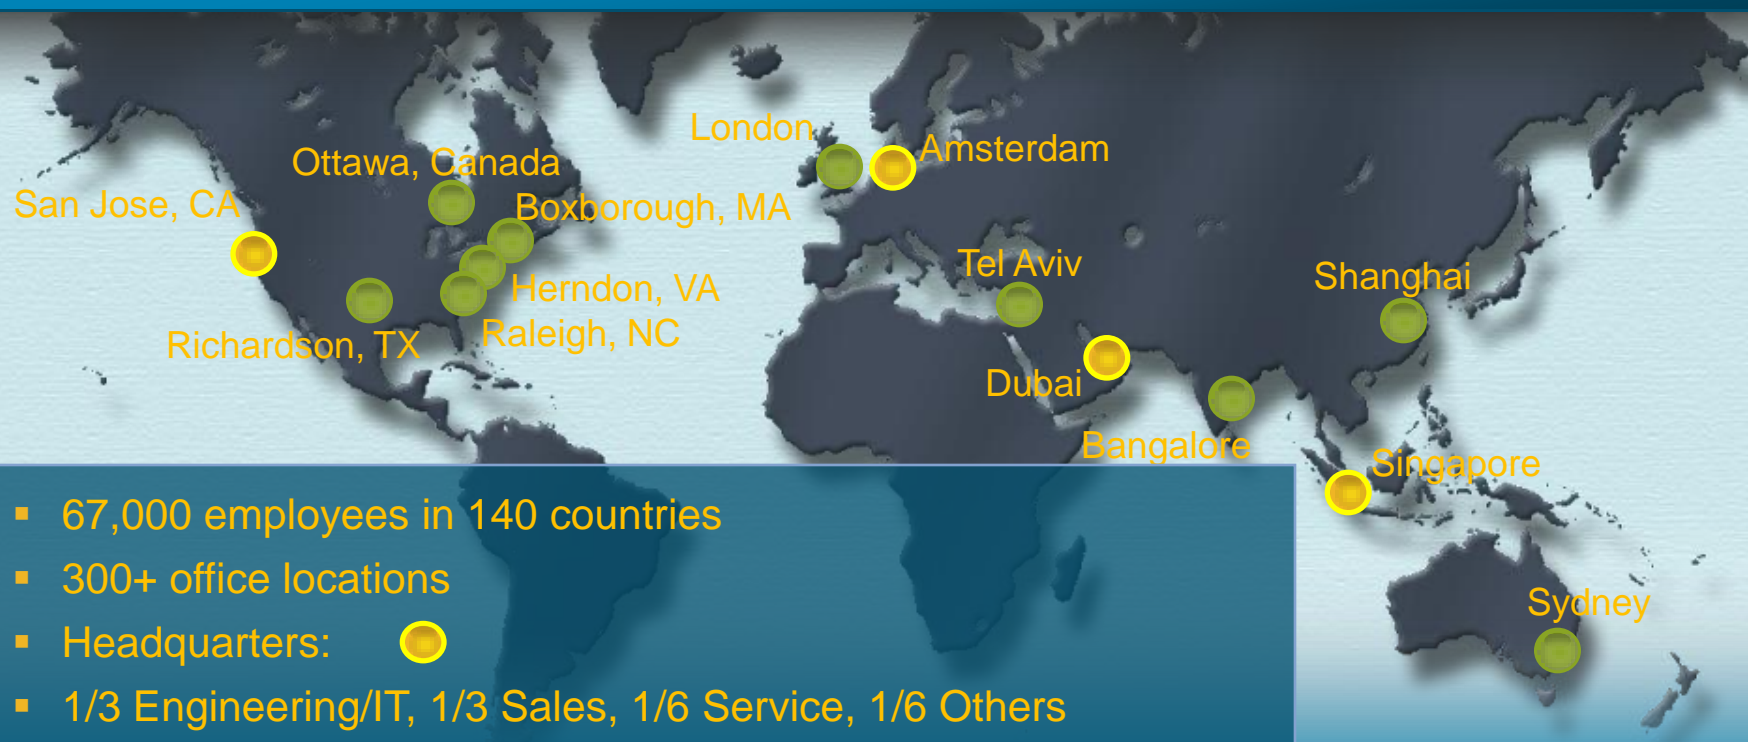 London
Amsterdam
Ottawa, Canada
San Jose, CA
Boxborough, MA
Tel Aviv
Shanghai
Herndon, VA
Raleigh, NC
Richardson, TX
Dubai
Bangalore
Singapore
▪ 67,000 employees in 140 countries
▪ 300+ office locations
▪ Headquarters:
▪ 1/3 Engineering/IT, 1/3 Sales, 1/6 Service, 1/6 Others
Sydney